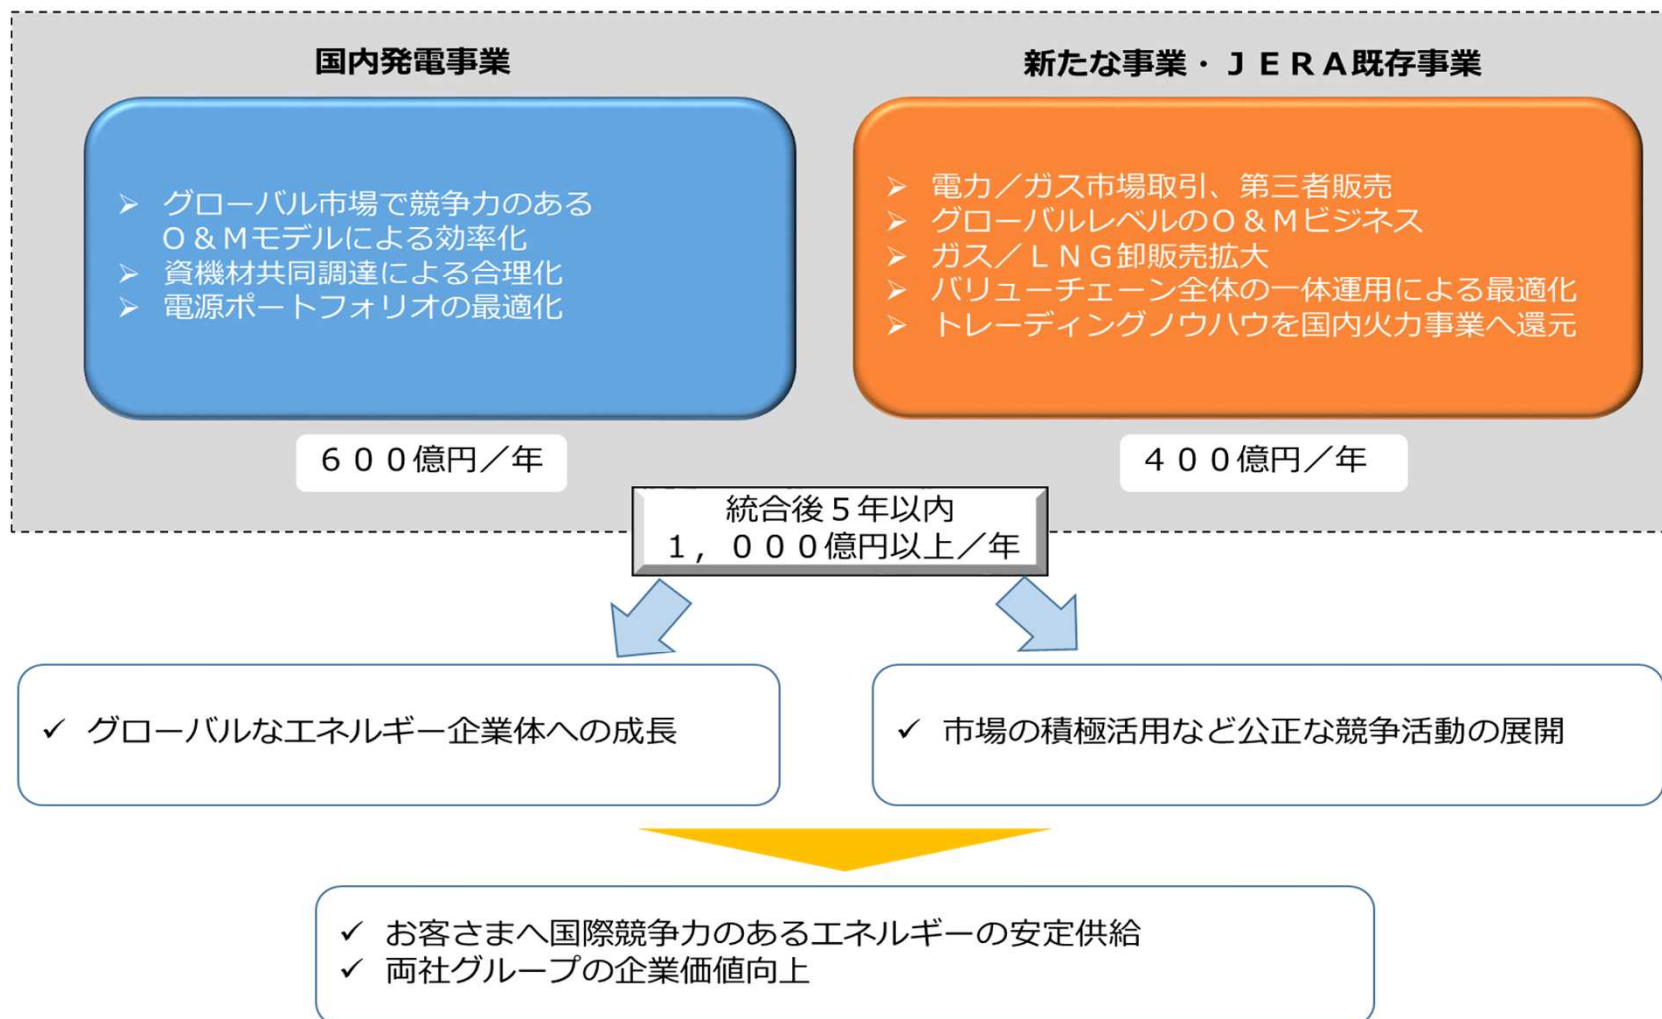 国内発電事業
➢ グローバル市場で競争力のある
Ｏ＆Ｍモデルによる効率化
➢ 資機材共同調達による合理化
➢ 電源ポートフォリオの最適化
６００億円／年
新たな事業・ＪＥＲＡ既存事業
➢ 電力／ガス市場取引、第三者販売
➢ グローバルレベルのＯ＆Ｍビジネス
➢ ガス／ＬＮＧ卸販売拡大
➢ バリューチェーン全体の一体運用による最適化
➢ トレーディングノウハウを国内火力事業へ還元
４００億円／年
統合後５年以内
１，０００億円以上／年
✓ グローバルなエネルギー企業体への成長
✓ 市場の積極活用など公正な競争活動の展開
✓ お客さまへ国際競争力のあるエネルギーの安定供給
✓ 両社グループの企業価値向上